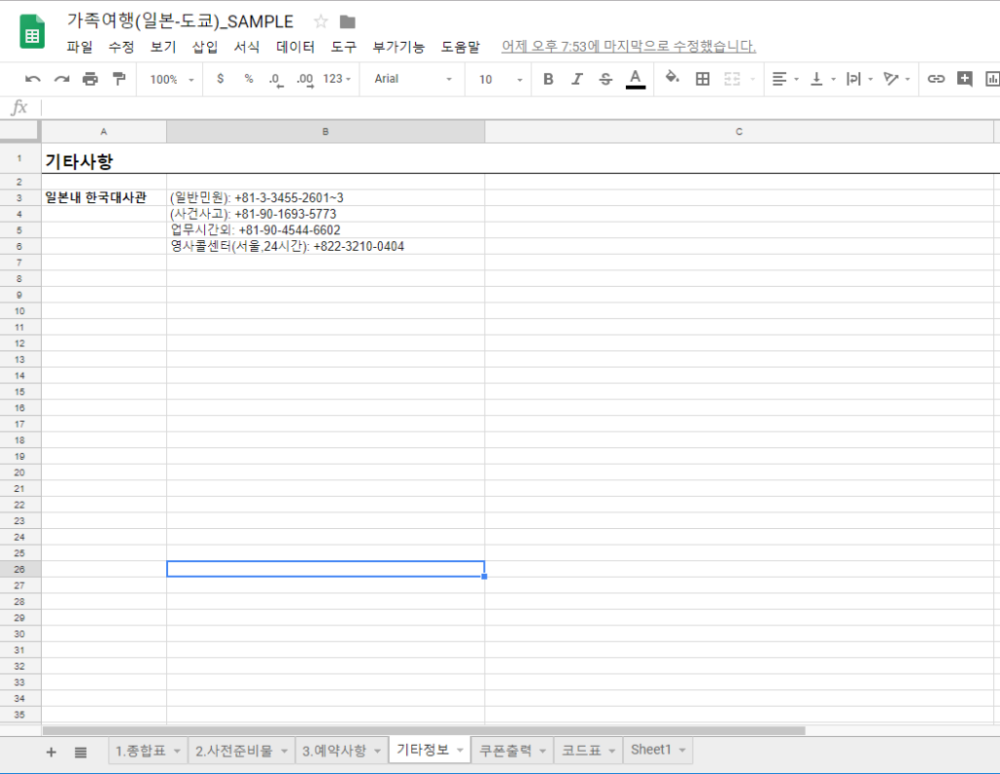 가족여행(일본-도쿄)_SAMPLE
파일 수정 보기 삽입 서식 데이터 도구 부가기능 도움말 어제 오후 7:53에 마지막으로 수정했습니다.
100% $ % .0 .00 123 Arial 10 B I S A
fx
A B C
1 기타사항
2
3 일본내 한국대사관 (일반민원): +81-3-3455-2601~3
4 (사건사고): +81-90-1693-5773
5 업무시간외: +81-90-4544-6602
6 영사콜센터(서울,24시간): +822-3210-0404
7
8
9
10
11
12
13
14
15
16
17
18
19
20
21
22
23
24
25
26
27
28
29
30
31
32
33
34
35
1.종합표 2.사전준비물 3.예약사항 기타정보 쿠폰출력 코드표 Sheet1